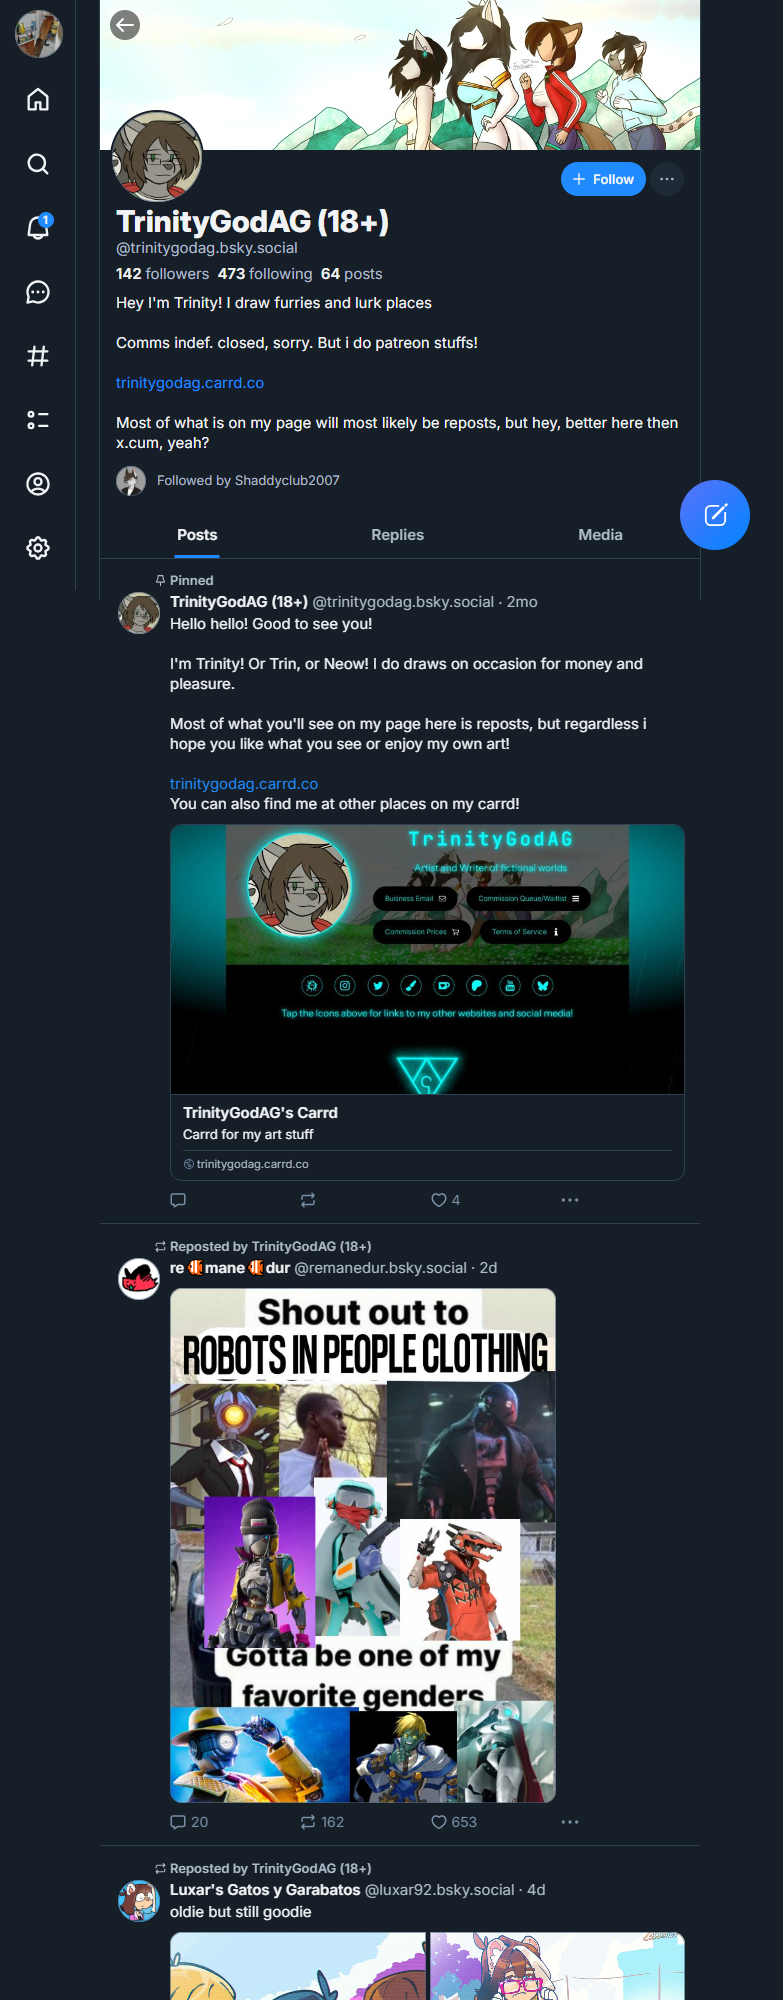 1
+ Follow
TrinityGodAG (18+)
@trinitygodag.bsky.social
142 followers 473 following 64 posts
Hey I'm Trinity! I draw furries and lurk places
Comms indef. closed, sorry. But i do patreon stuffs!
trinitygodag.carrd.co
Most of what is on my page will most likely be reposts, but hey, better here then
x.cum, yeah?
Followed by Shaddyclub2007
Posts Replies Media
Pinned
TrinityGodAG (18+) @trinitygodag.bsky.social · 2mo
Hello hello! Good to see you!
I'm Trinity! Or Trin, or Neow! I do draws on occasion for money and
pleasure.
Most of what you'll see on my page here is reposts, but regardless i
hope you like what you see or enjoy my own art!
trinitygodag.carrd.co
You can also find me at other places on my carrd!
TrinityGodAG
Artist and Writer of fictional worlds
Buisness Email Commission Queue/Waitlist
Commission Prices Terms of Service
Tap the Icons above for links to my other websites and social media!
TrinityGodAG's Carrd
Carrd for my art stuff
trinitygodag.carrd.co
4
Reposted by TrinityGodAG (18+)
re🐠mane🐠dur @remanedur.bsky.social · 2d
Shout out to
ROBOTS IN PEOPLE CLOTHING
Gotta be one of my
favorite genders
20 162 653
Reposted by TrinityGodAG (18+)
Luxar's Gatos y Garabatos @luxar92.bsky.social · 4d
oldie but still goodie